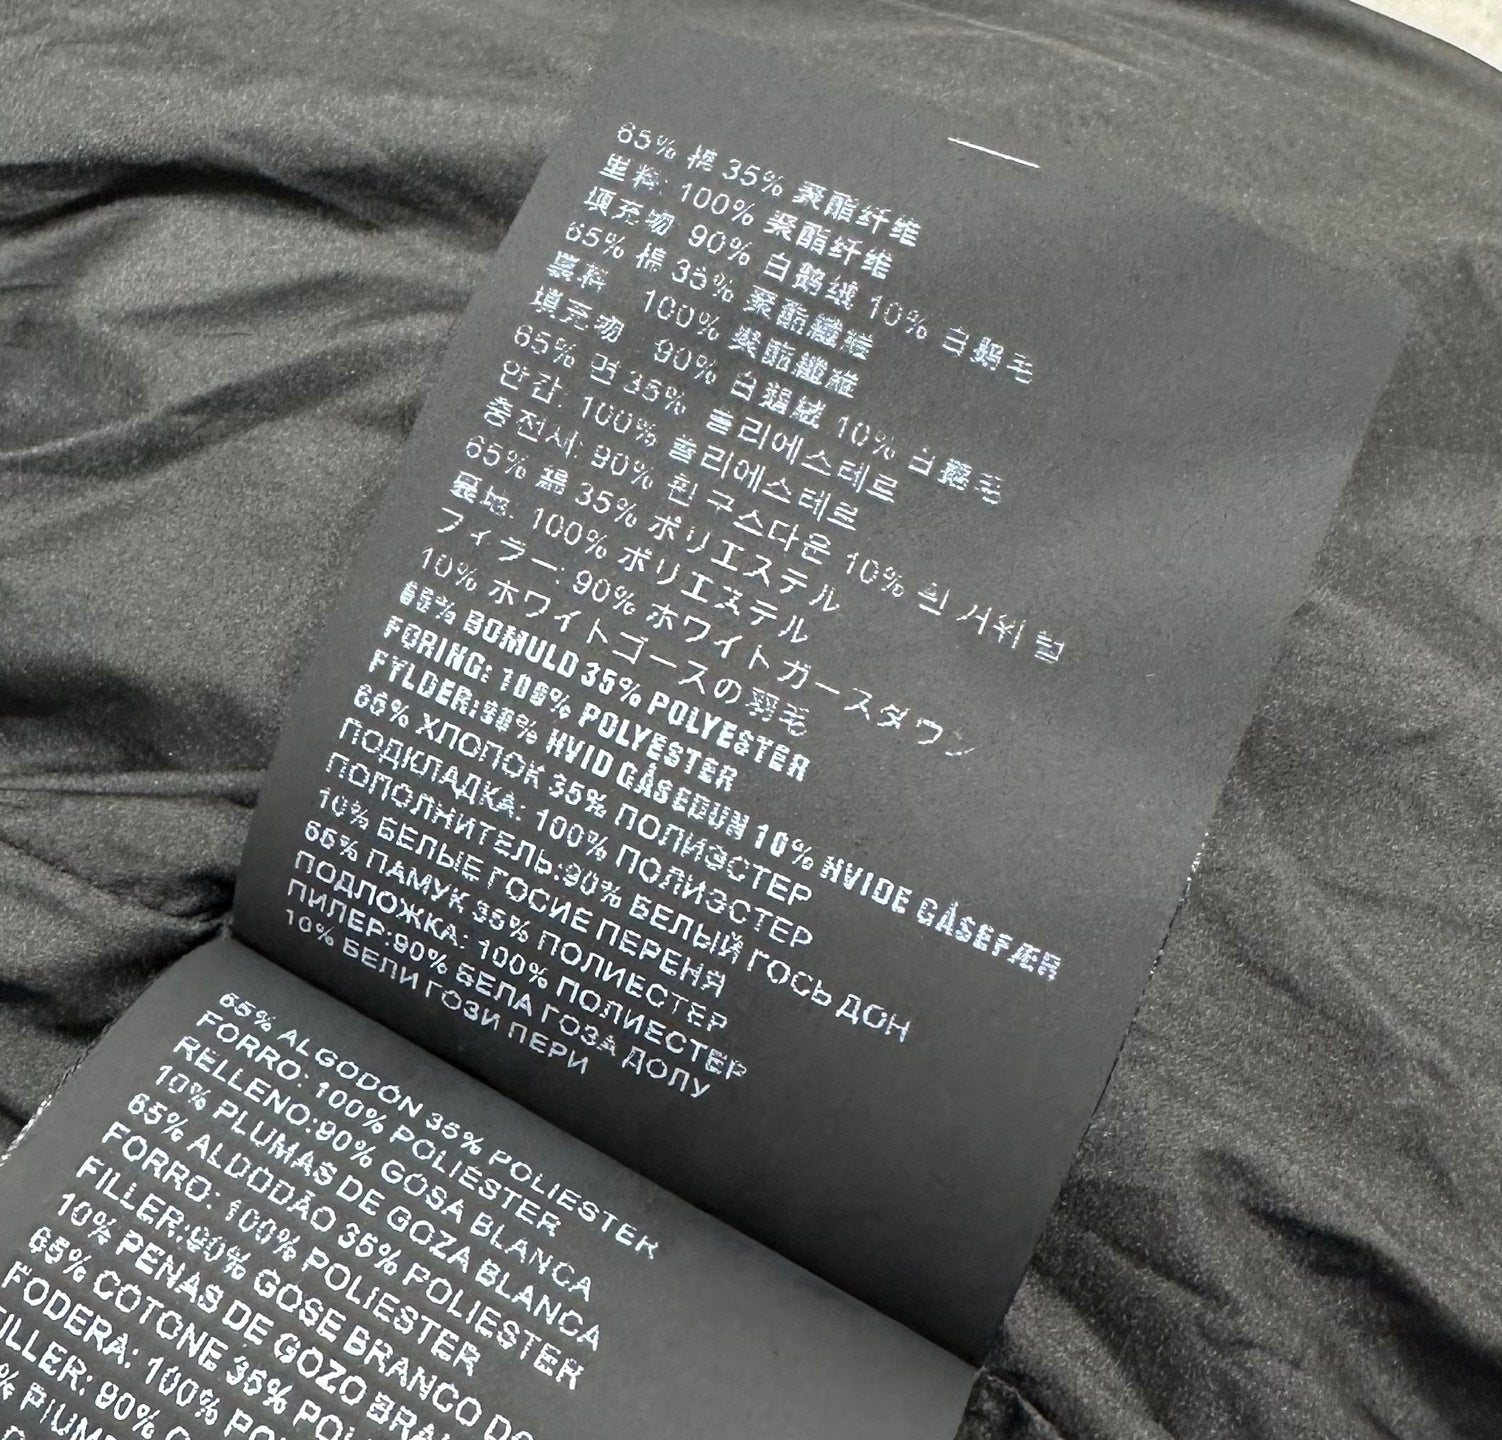 65% 棉 35% 聚酯纤维
里料: 100% 聚酯纤维
填充物 90% 白鹅绒 10% 白鹅毛
65% 棉 35% 聚酯纖維
裏料 100% 聚酯纖維
填充物 90% 白鵝絨 10% 白鵝毛
65% 면 35% 폴리에스테르
안감: 100% 폴리에스테르
충전사: 90% 흰 구스다운 10% 흰 거위 털
65% 綿 35% ポリエステル
裏地: 100% ポリエステル
フィラー: 90% ホワイトガースダウン
10% ホワイトゴースの羽毛
65% BOMULD 35% POLYESTER
FORING: 100% POLYESTER
FYLDER:90% HVID GÅSEDUN 10% HVIDE GÅSEFJÆR
65% ХЛОПОК 35% ПОЛИЭСТЕР
ПОДКЛАДКА: 100% ПОЛИЭСТЕР
ПОПОЛНИТЕЛЬ:90% БЕЛЫЙ ГОСЬ ДОН
10% БЕЛЫЕ ГОСИЕ ПЕРЕНЯ
65% ПАМУК 35% ПОЛИЕСТЕР
ПОДЛОЖКА: 100% ПОЛИЕСТЕР
ПИЛЕР:90% БЕЛА ГОЗА ДОЛУ
10% БЕЛИ ГОЗИ ПЕРИ
65% ALGODÓN 35% POLIESTER
FORRO: 100% POLIÉSTER
RELLENO:90% GOSA BLANCA
10% PLUMAS DE GOZA BLANCA
65% ALDODÃO 35% POLIESTER
FORRO: 100% POLIESTER
FILLER:90% GOSE BRANCO
10% PENAS DE GOZO
65% COTONE 35%
FODERA: 100%
90%